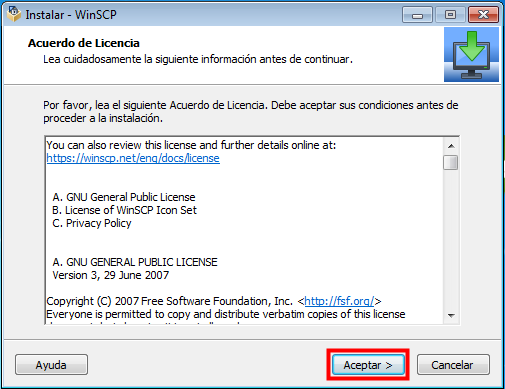 Instalar - WinSCP
Acuerdo de Licencia
Lea cuidadosamente la siguiente información antes de continuar.
Por favor, lea el siguiente Acuerdo de Licencia. Debe aceptar sus condiciones antes de
proceder a la instalación.
You can also review this license and further details online at:
https://winscp.net/eng/docs/license
A. GNU General Public License
B. License of WinSCP Icon Set
C. Privacy Policy
A. GNU GENERAL PUBLIC LICENSE
Version 3, 29 June 2007
Copyright (C) 2007 Free Software Foundation, Inc. <http://fsf.org/>
Everyone is permitted to copy and distribute verbatim copies of this license
Ayuda
Aceptar >
Cancelar